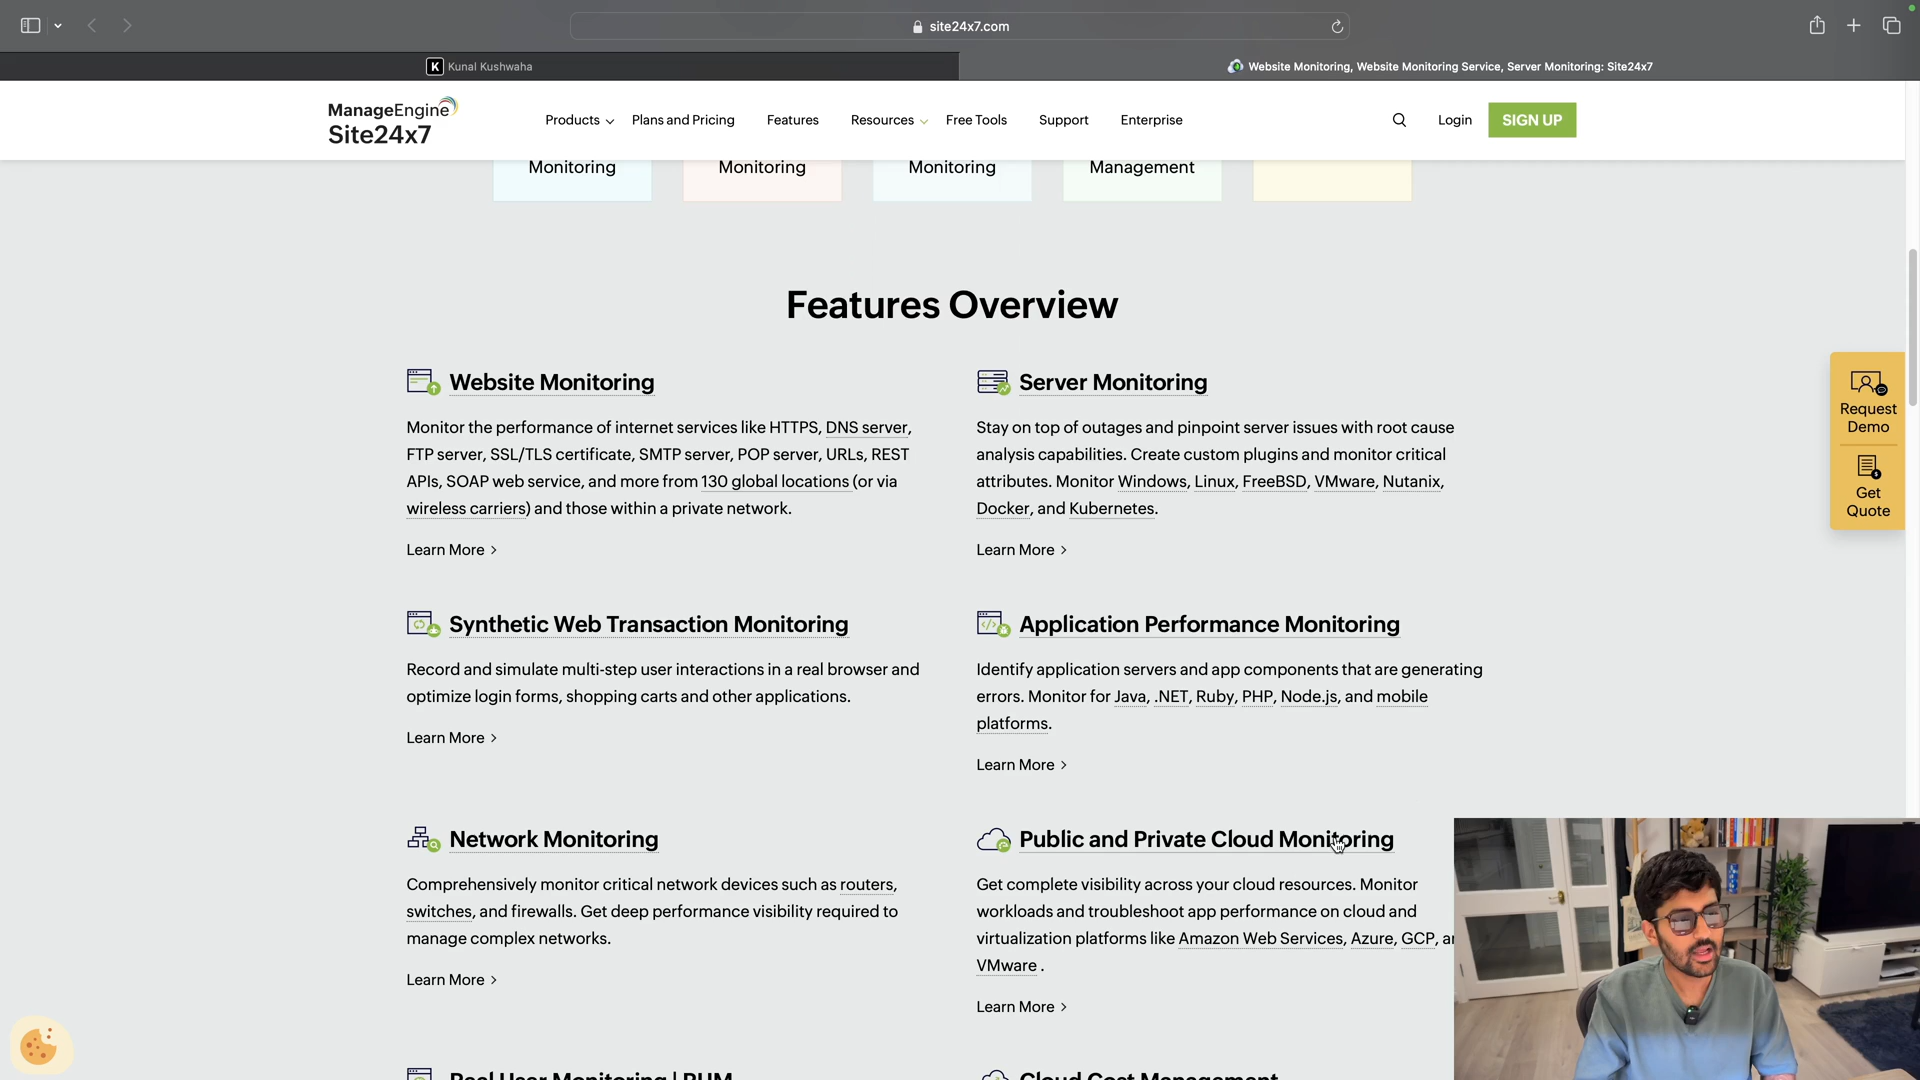 site24x7.com
K Kunal Kushwaha
Website Monitoring, Website Monitoring Service, Server Monitoring: Site24x7
ManageEngine
Site24x7
Products
Plans and Pricing
Features
Resources
Free Tools
Support
Enterprise
Login
SIGN UP
Monitoring
Monitoring
Monitoring
Management
Features Overview
Website Monitoring
Monitor the performance of internet services like HTTPS, DNS server,
FTP server, SSL/TLS certificate, SMTP server, POP server, URLs, REST
APIs, SOAP web service, and more from 130 global locations (or via
wireless carriers) and those within a private network.
Learn More >
Server Monitoring
Stay on top of outages and pinpoint server issues with root cause
analysis capabilities. Create custom plugins and monitor critical
attributes. Monitor Windows, Linux, FreeBSD, VMware, Nutanix,
Docker, and Kubernetes.
Learn More >
Request
Demo
Get
Quote
Synthetic Web Transaction Monitoring
Record and simulate multi-step user interactions in a real browser and
optimize login forms, shopping carts and other applications.
Learn More >
Application Performance Monitoring
Identify application servers and app components that are generating
errors. Monitor for Java, .NET, Ruby, PHP, Node.js, and mobile
platforms.
Learn More >
Network Monitoring
Comprehensively monitor critical network devices such as routers,
switches, and firewalls. Get deep performance visibility required to
manage complex networks.
Learn More >
Public and Private Cloud Monitoring
Get complete visibility across your cloud resources. Monitor
workloads and troubleshoot app performance on cloud and
virtualization platforms like Amazon Web Services, Azure, GCP,
VMware .
Learn More >
Real User Monitoring | RUM
Cloud Cost Management